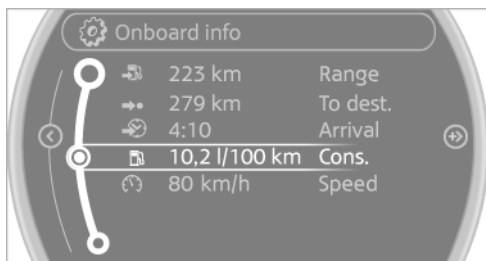 Onboard info
223 km Range
279 km To dest.
4:10 Arrival
10,2 l/100 km Cons.
80 km/h Speed